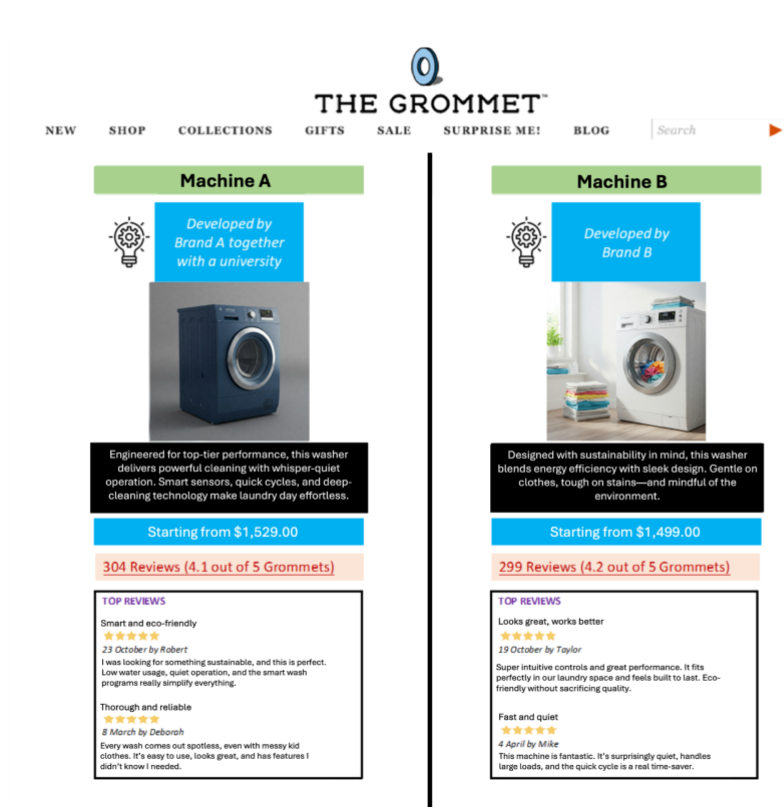 THE GROMMET™
NEW SHOP COLLECTIONS GIFTS SALE SURPRISE ME! BLOG Search
Machine A
Developed by
Brand A together
with a university
Engineered for top-tier performance, this washer
delivers powerful cleaning with whisper-quiet
operation. Smart sensors, quick cycles, and deep-
cleaning technology make laundry day effortless.
Starting from $1,529.00
304 Reviews (4.1 out of 5 Grommets)
TOP REVIEWS
Smart and eco-friendly
23 October by Robert
I was looking for something sustainable, and this is perfect.
Low water usage, quiet operation, and the smart wash
programs really simplify everything.
Thorough and reliable
8 March by Deborah
Every wash comes out spotless, even with messy kid
clothes. It's easy to use, looks great, and has features I
didn't know I needed.
Machine B
Developed by
Brand B
Designed with sustainability in mind, this washer
blends energy efficiency with sleek design. Gentle on
clothes, tough on stains—and mindful of the
environment.
Starting from $1,499.00
299 Reviews (4.2 out of 5 Grommets)
TOP REVIEWS
Looks great, works better
19 October by Taylor
Super intuitive controls and great performance. It fits
perfectly in our laundry space and feels built to last. Eco-
friendly without sacrificing quality.
Fast and quiet
4 April by Mike
This machine is fantastic. It's surprisingly quiet, handles
large loads, and the quick cycle is a real time-saver.